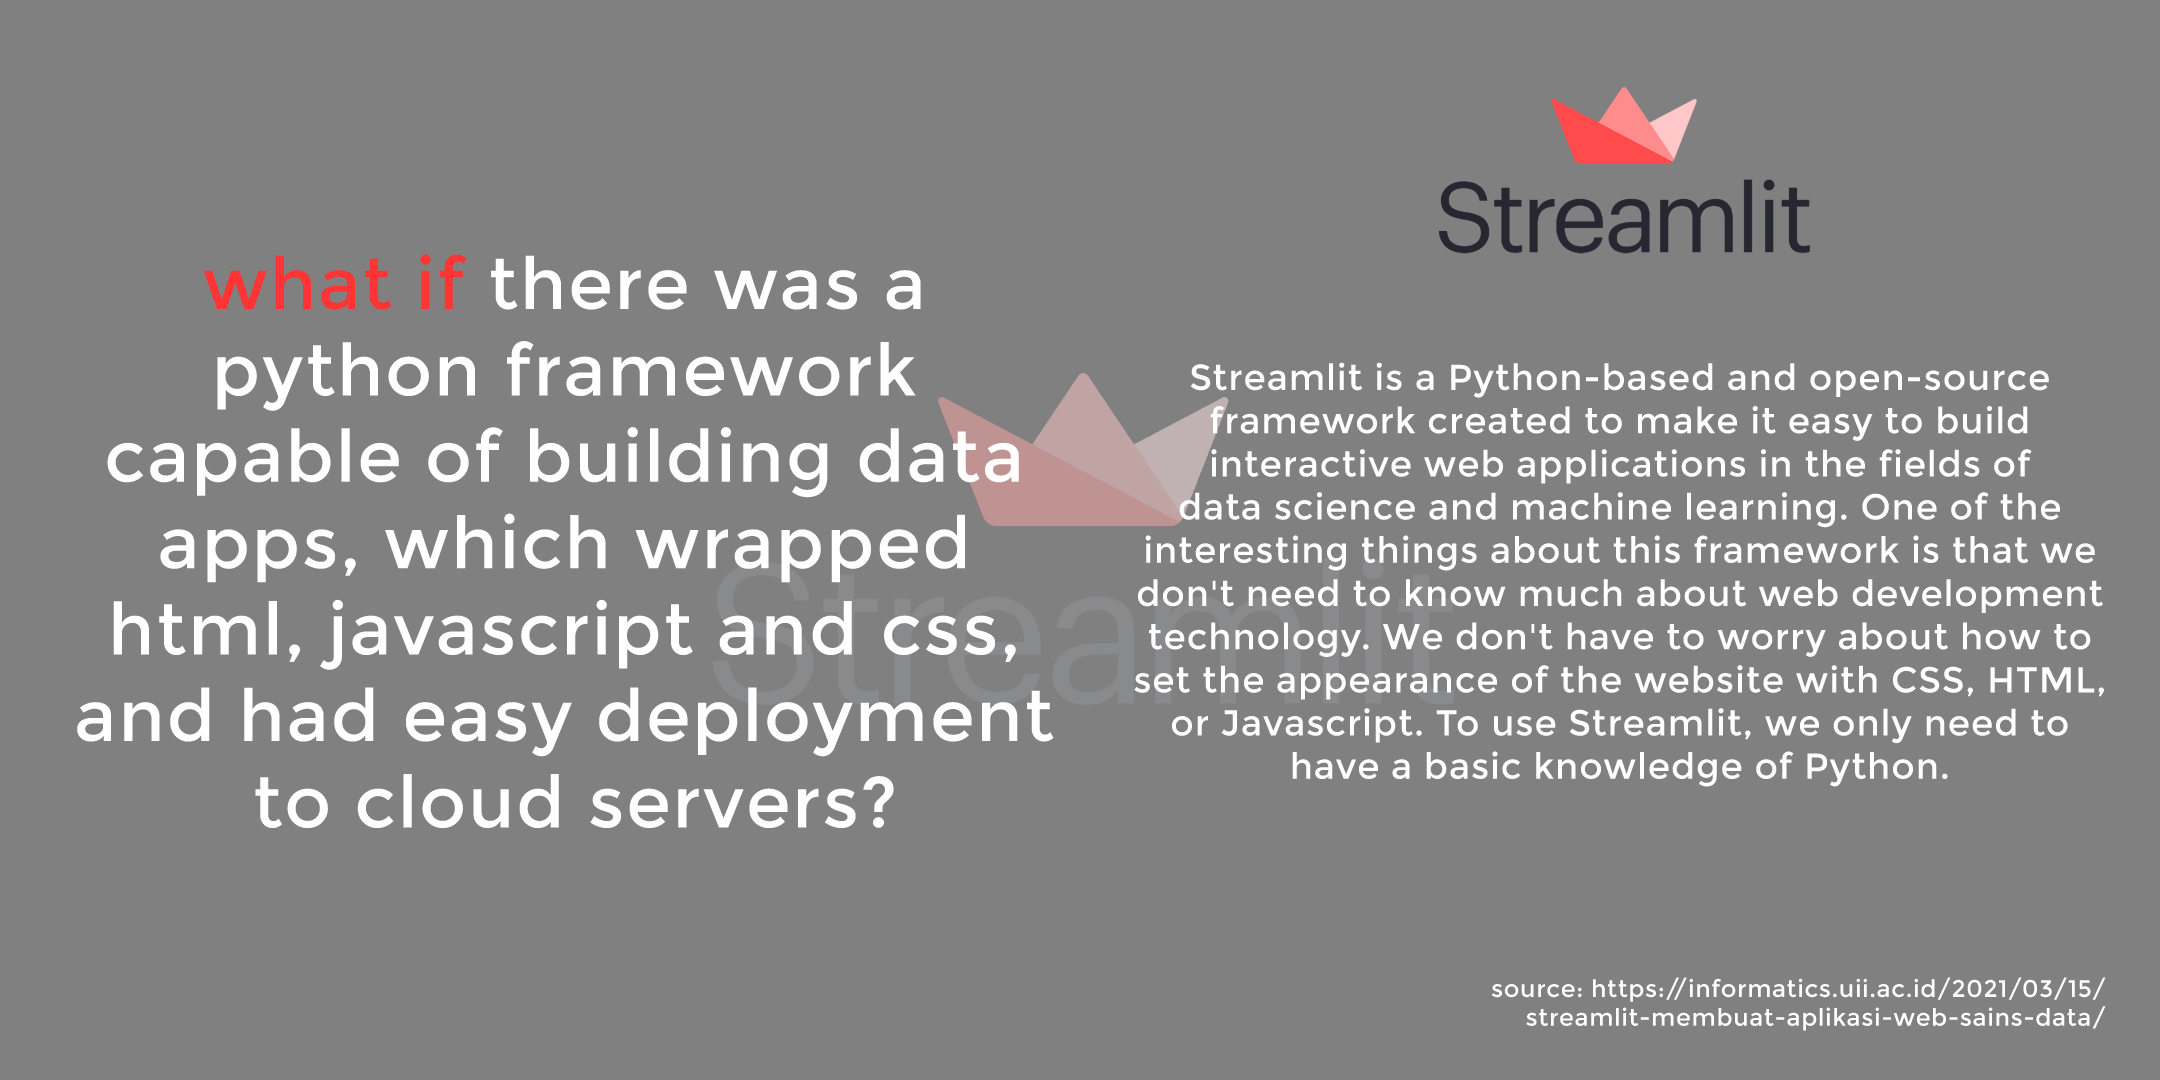 what if there was a
python framework
capable of building data
apps, which wrapped
html, javascript and css,
and had easy deployment
to cloud servers?
Streamlit
Streamlit
Streamlit is a Python-based and open-source
framework created to make it easy to build
interactive web applications in the fields of
data science and machine learning. One of the
interesting things about this framework is that we
don't need to know much about web development
technology. We don't have to worry about how to
set the appearance of the website with CSS, HTML,
or Javascript. To use Streamlit, we only need to
have a basic knowledge of Python.
source: https://informatics.uii.ac.id/2021/03/15/
streamlit-membuat-aplikasi-web-sains-data/